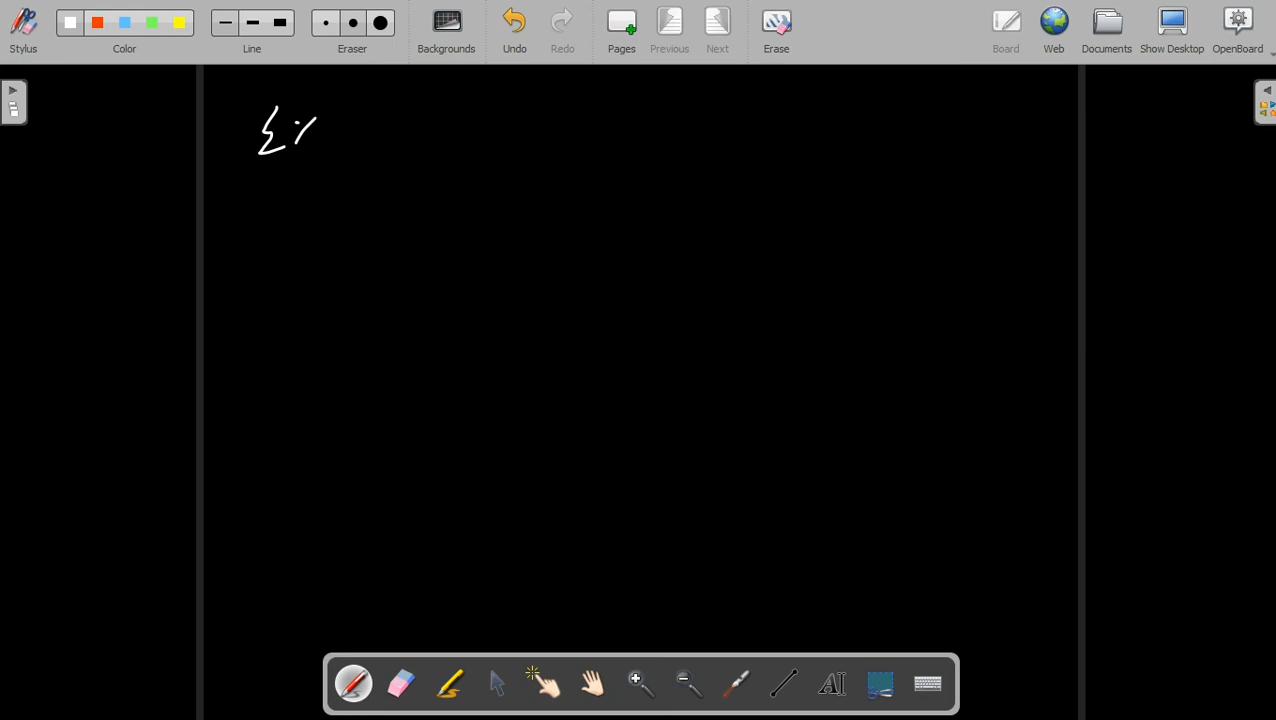 Stylus
Color
Line
Eraser
Backgrounds
Undo
Redo
Pages
Previous
Next
Erase
Board
Web
Documents
Show Desktop
OpenBoard